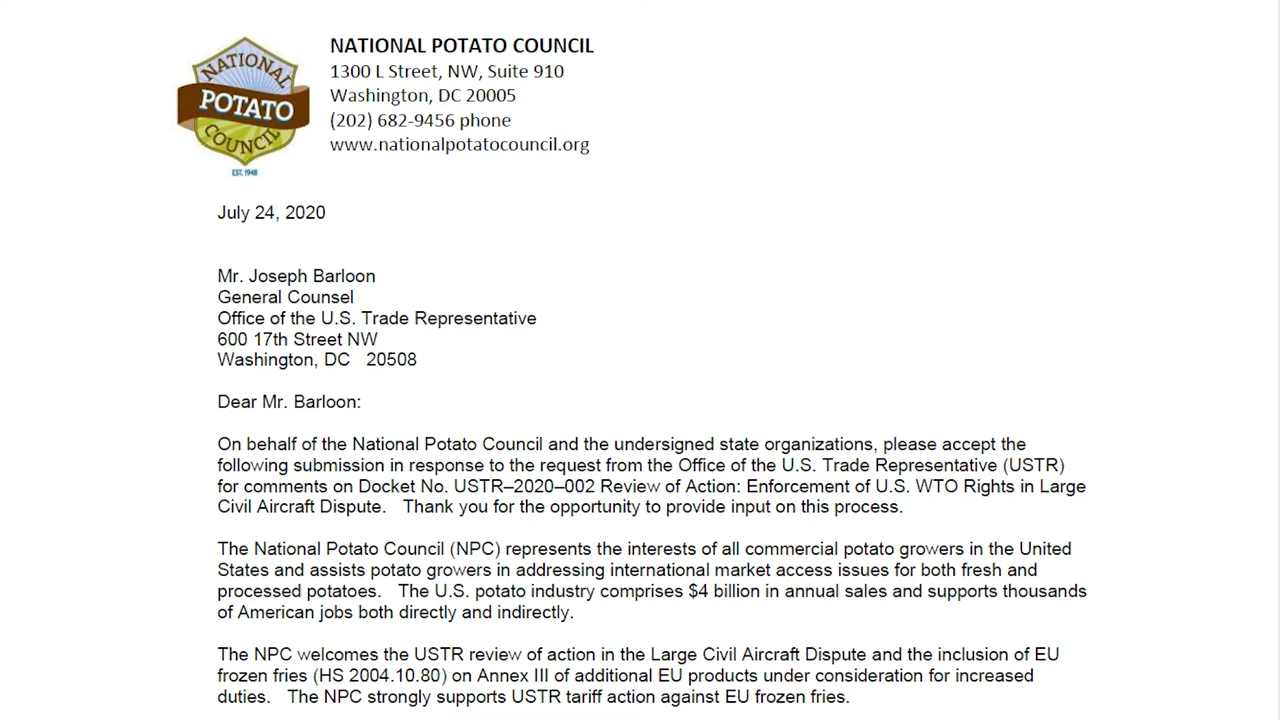 NATIONAL
POTATO
COUNCIL
EST. 1948
NATIONAL POTATO COUNCIL
1300 L Street, NW, Suite 910
Washington, DC 20005
(202) 682-9456 phone
www.nationalpotatocouncil.org
July 24, 2020
Mr. Joseph Barloon
General Counsel
Office of the U.S. Trade Representative
600 17th Street NW
Washington, DC 20508
Dear Mr. Barloon:
On behalf of the National Potato Council and the undersigned state organizations, please accept the
following submission in response to the request from the Office of the U.S. Trade Representative (USTR)
for comments on Docket No. USTR–2020–002 Review of Action: Enforcement of U.S. WTO Rights in Large
Civil Aircraft Dispute. Thank you for the opportunity to provide input on this process.
The National Potato Council (NPC) represents the interests of all commercial potato growers in the United
States and assists potato growers in addressing international market access issues for both fresh and
processed potatoes. The U.S. potato industry comprises $4 billion in annual sales and supports thousands
of American jobs both directly and indirectly.
The NPC welcomes the USTR review of action in the Large Civil Aircraft Dispute and the inclusion of EU
frozen fries (HS 2004.10.80) on Annex III of additional EU products under consideration for increased
duties. The NPC strongly supports USTR tariff action against EU frozen fries.